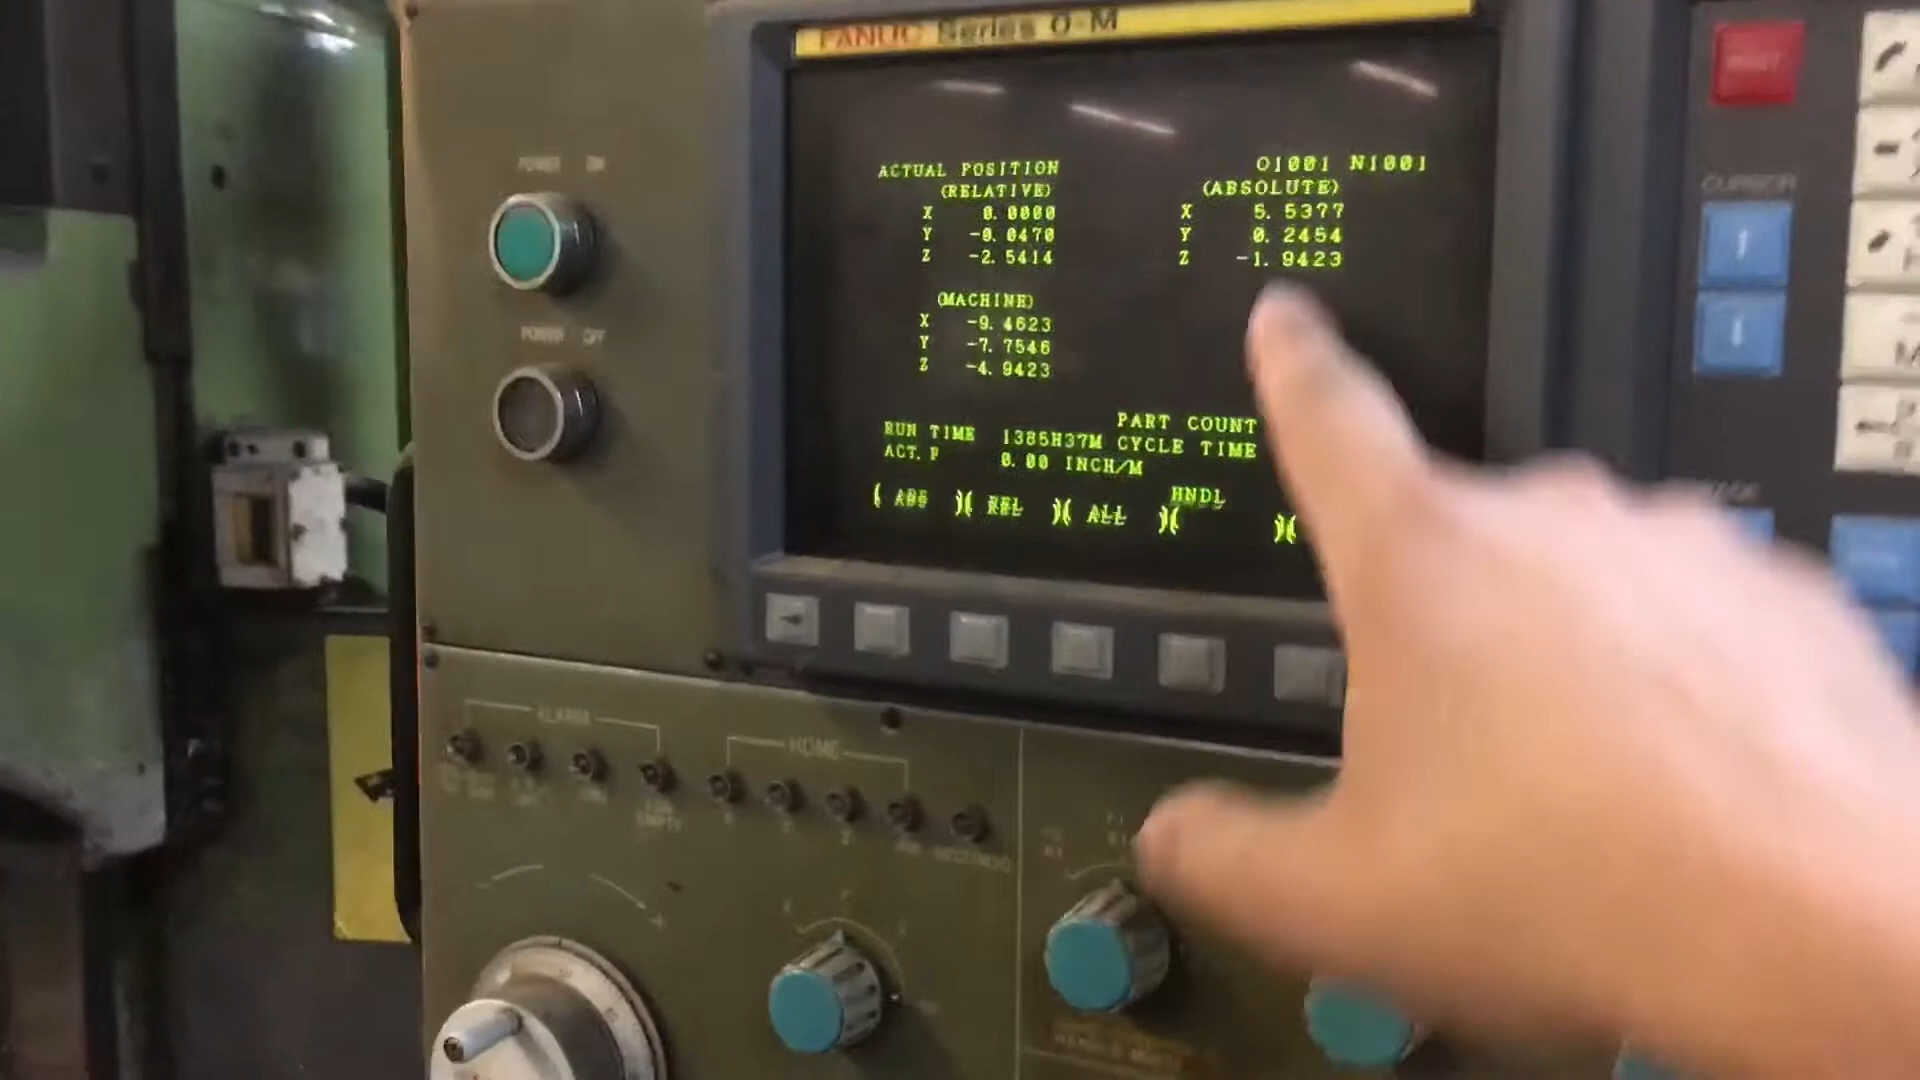 FANUC Series 0-M
ACTUAL POSITION O1001 N1001
(RELATIVE) (ABSOLUTE)
X 0.0000 X 5.5377
Y -0.0470 Y 0.2454
Z -2.5414 Z -1.9423
(MACHINE)
X -9.4623
Y -7.7546
Z -4.9423
PART COUNT
RUN TIME 1385H37M CYCLE TIME
ACT.F 0.00 INCH/M
HNDL
( ABS )( REL )( ALL )( )(
POWER ON
POWER OFF
ALARM
HOME
EMPTY
CURSOR